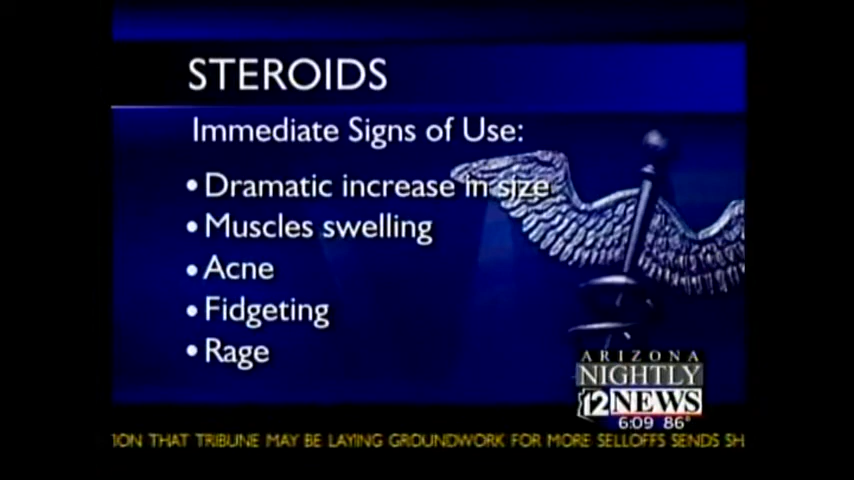 STEROIDS
Immediate Signs of Use:
• Dramatic increase in size
• Muscles swelling
• Acne
• Fidgeting
• Rage
ARIZONA
NIGHTLY
12 NEWS
6:09 86°
ION THAT TRIBUNE MAY BE LAYING GROUNDWORK FOR MORE SELLOFFS SENDS SH